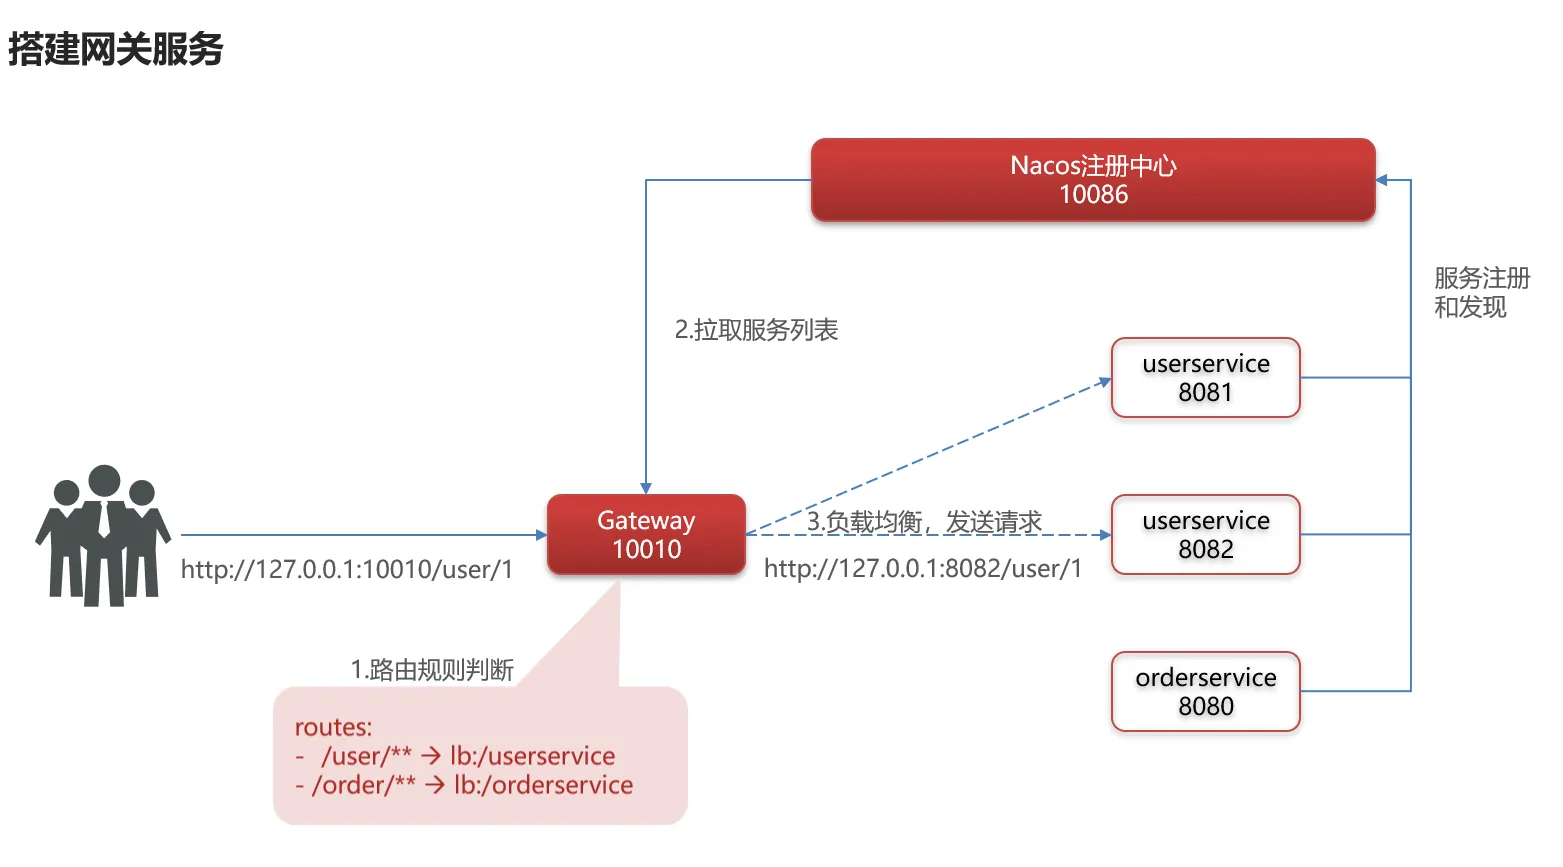 搭建网关服务
Nacos注册中心
10086
服务注册
和发现
2.拉取服务列表
userservice
8081
Gateway
10010
3.负载均衡，发送请求
userservice
8082
http://127.0.0.1:10010/user/1
http://127.0.0.1:8082/user/1
1.路由规则判断
orderservice
8080
routes:
- /user/** → lb:/userservice
- /order/** → lb:/orderservice